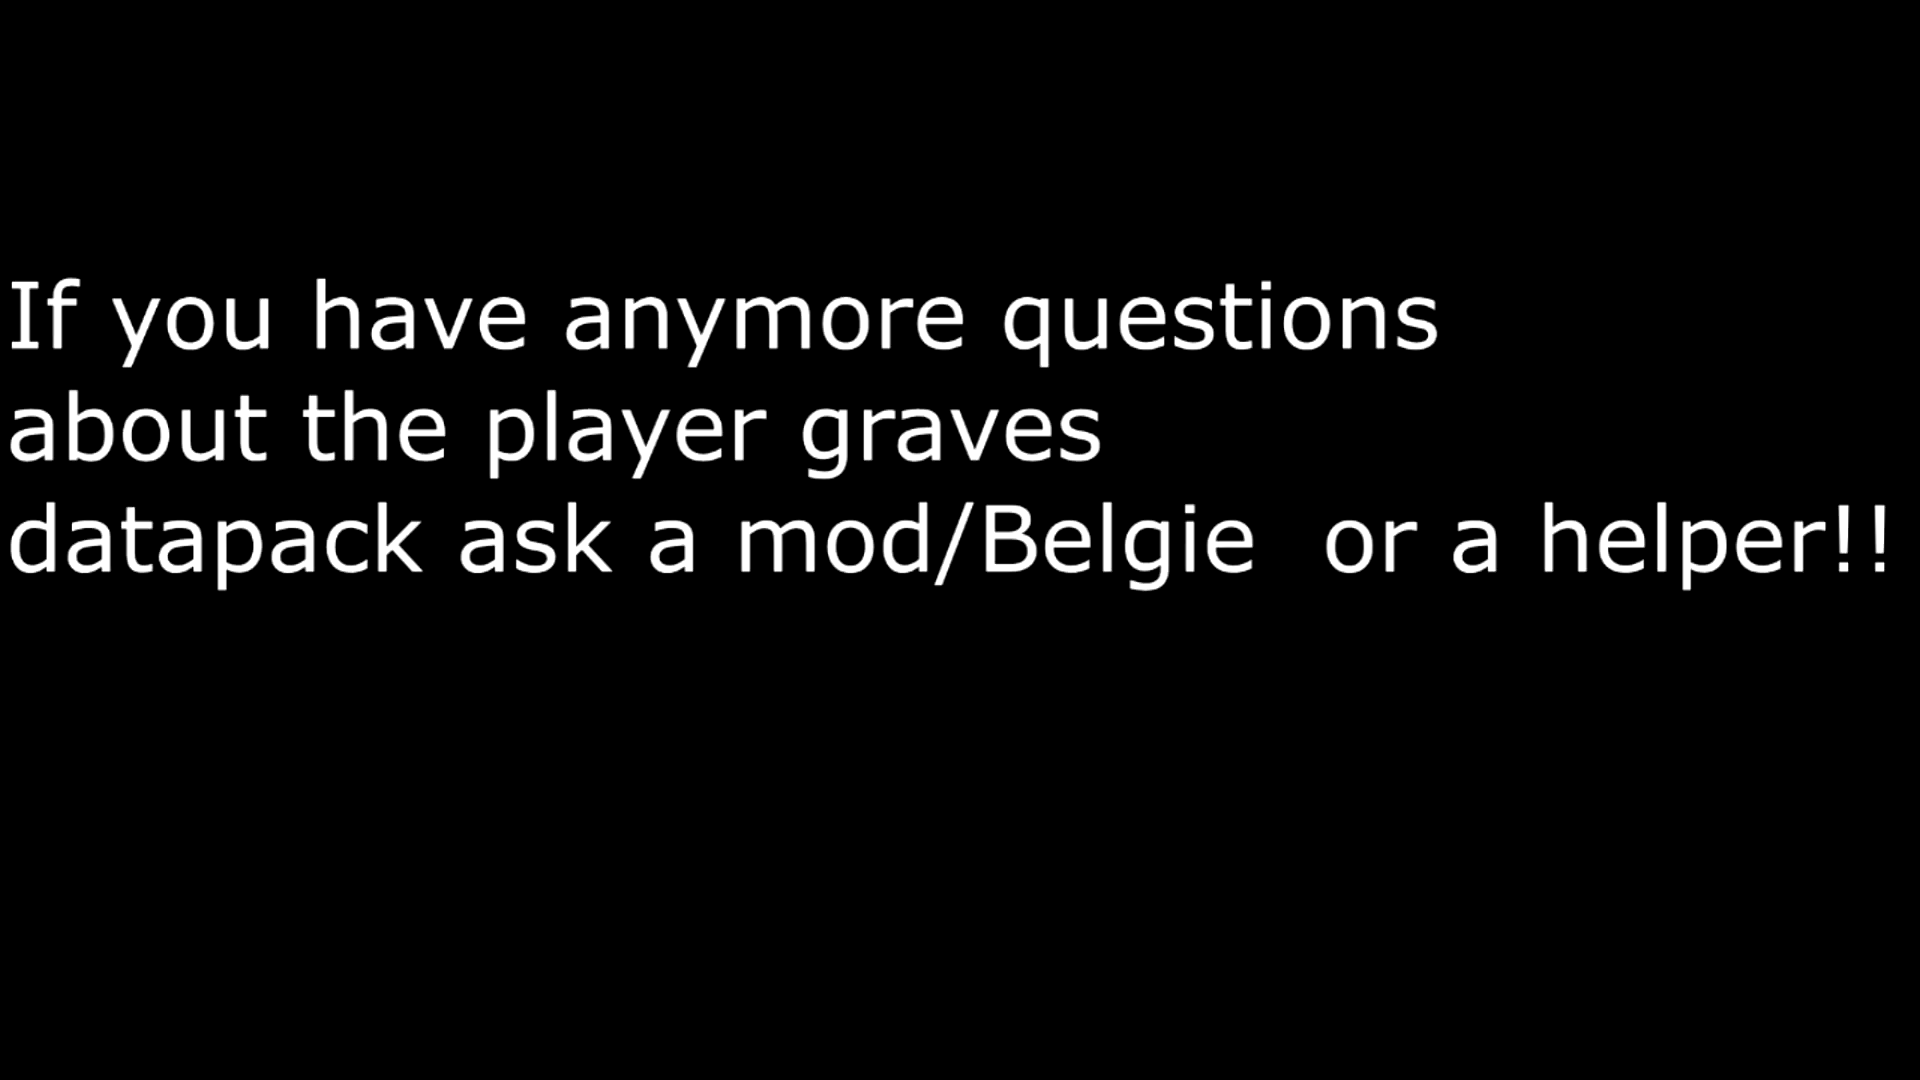 If you have anymore questions
about the player graves
datapack ask a mod/Belgie  or a helper!!